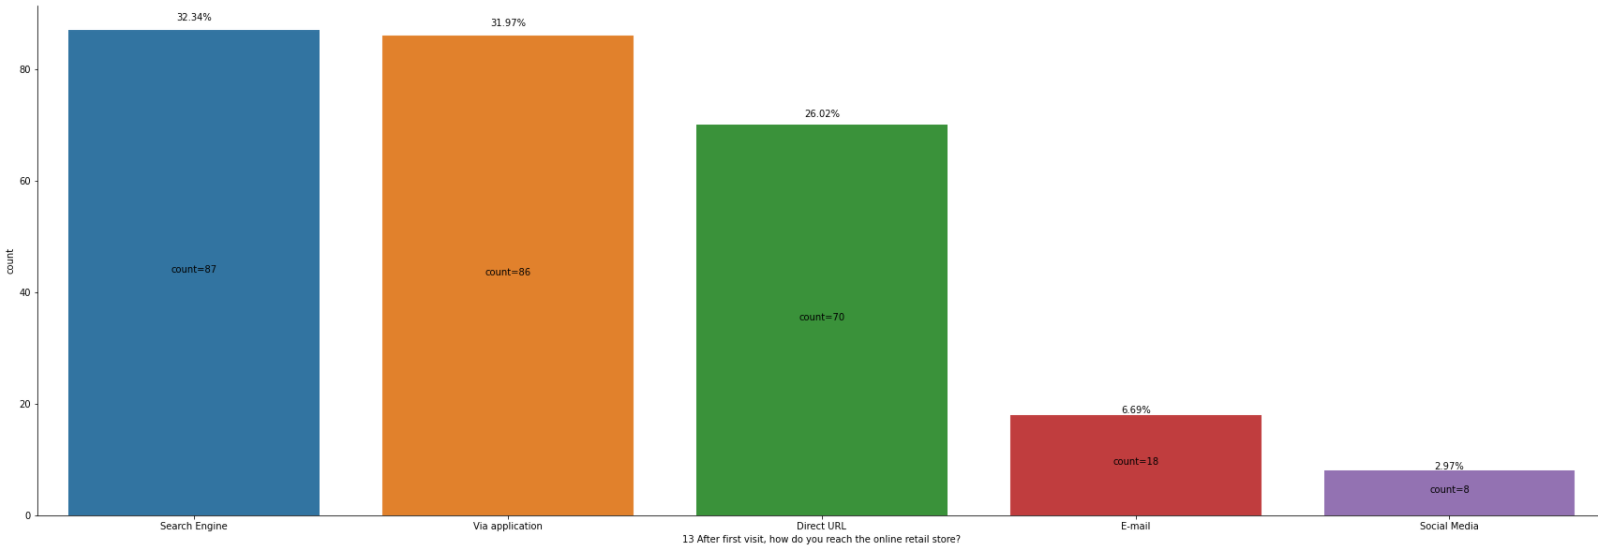 32.34%
31.97%
26.02%
6.69%
2.97%
count
80
60
40
20
0
count=87
count=86
count=70
count=18
count=8
Search Engine
Via application
Direct URL
E-mail
Social Media
13 After first visit, how do you reach the online retail store?